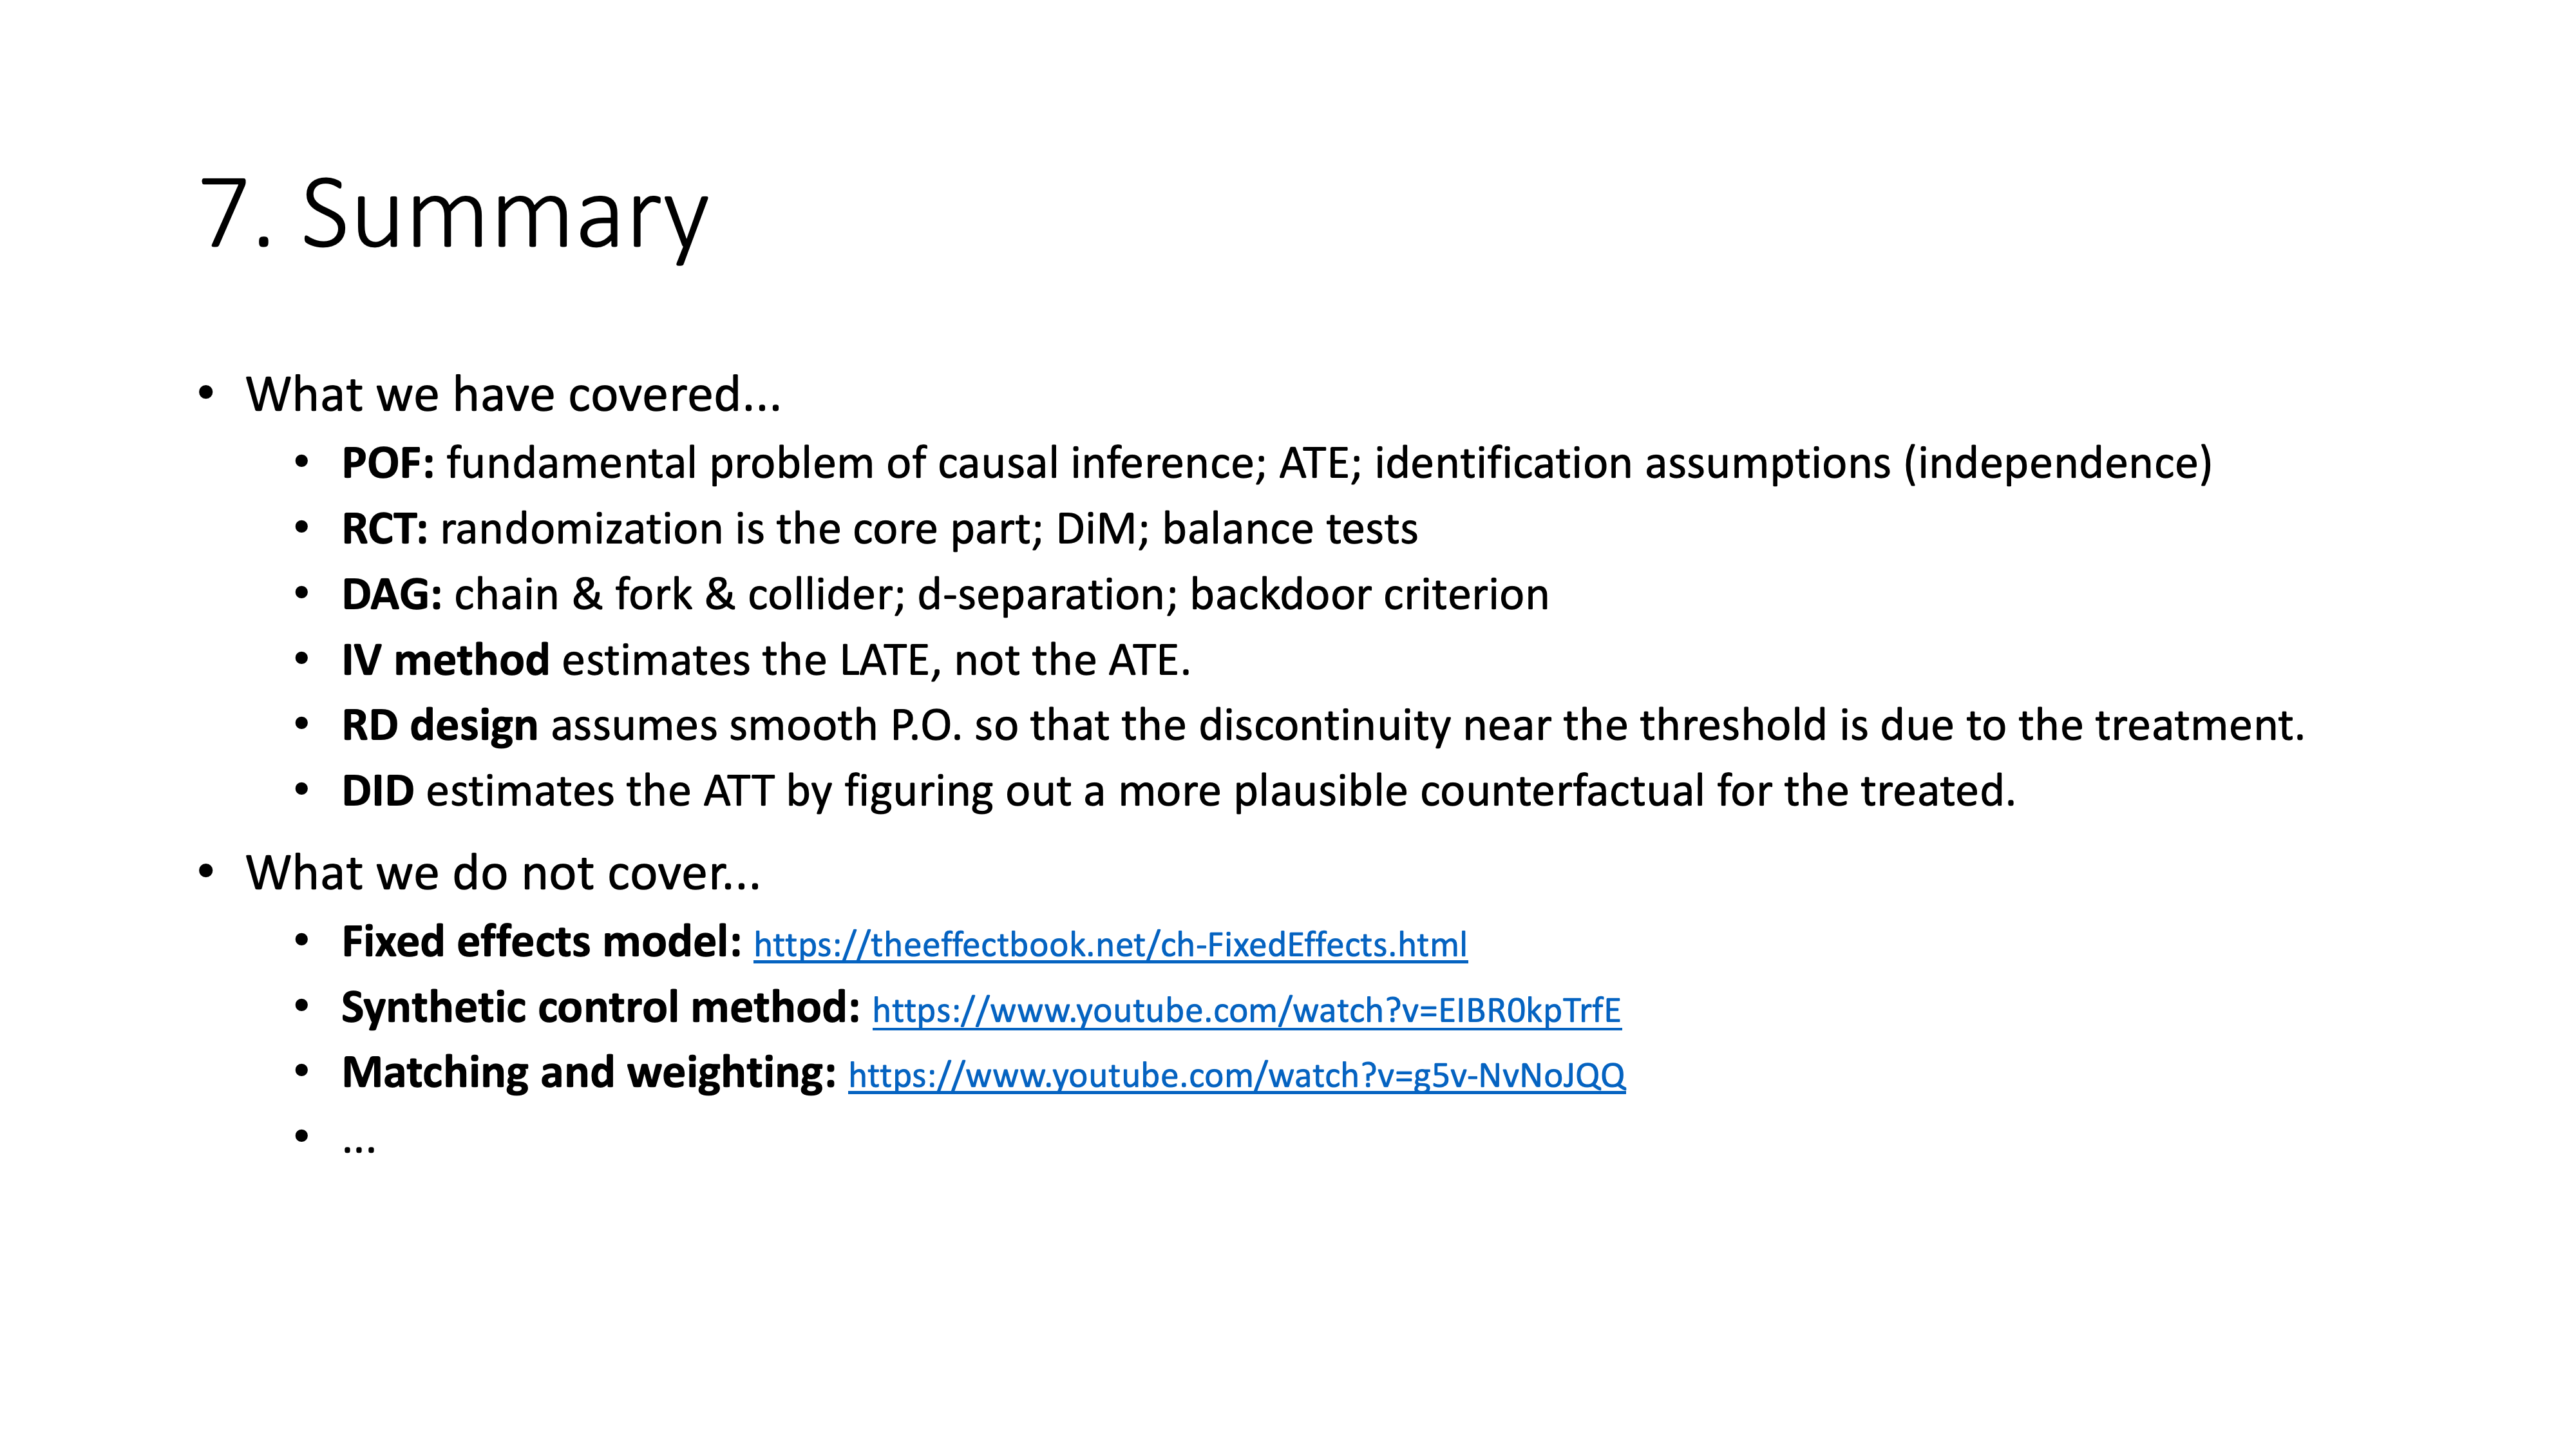 7. Summary
• What we have covered...
• POF: fundamental problem of causal inference; ATE; identification assumptions (independence)
• RCT: randomization is the core part; DiM; balance tests
• DAG: chain & fork & collider; d-separation; backdoor criterion
• IV method estimates the LATE, not the ATE.
• RD design assumes smooth P.O. so that the discontinuity near the threshold is due to the treatment.
• DID estimates the ATT by figuring out a more plausible counterfactual for the treated.
• What we do not cover...
• Fixed effects model: https://theeffectbook.net/ch-FixedEffects.html
• Synthetic control method: https://www.youtube.com/watch?v=EIBR0kpTrfE
• Matching and weighting: https://www.youtube.com/watch?v=g5v-NvNoJQQ
• ...